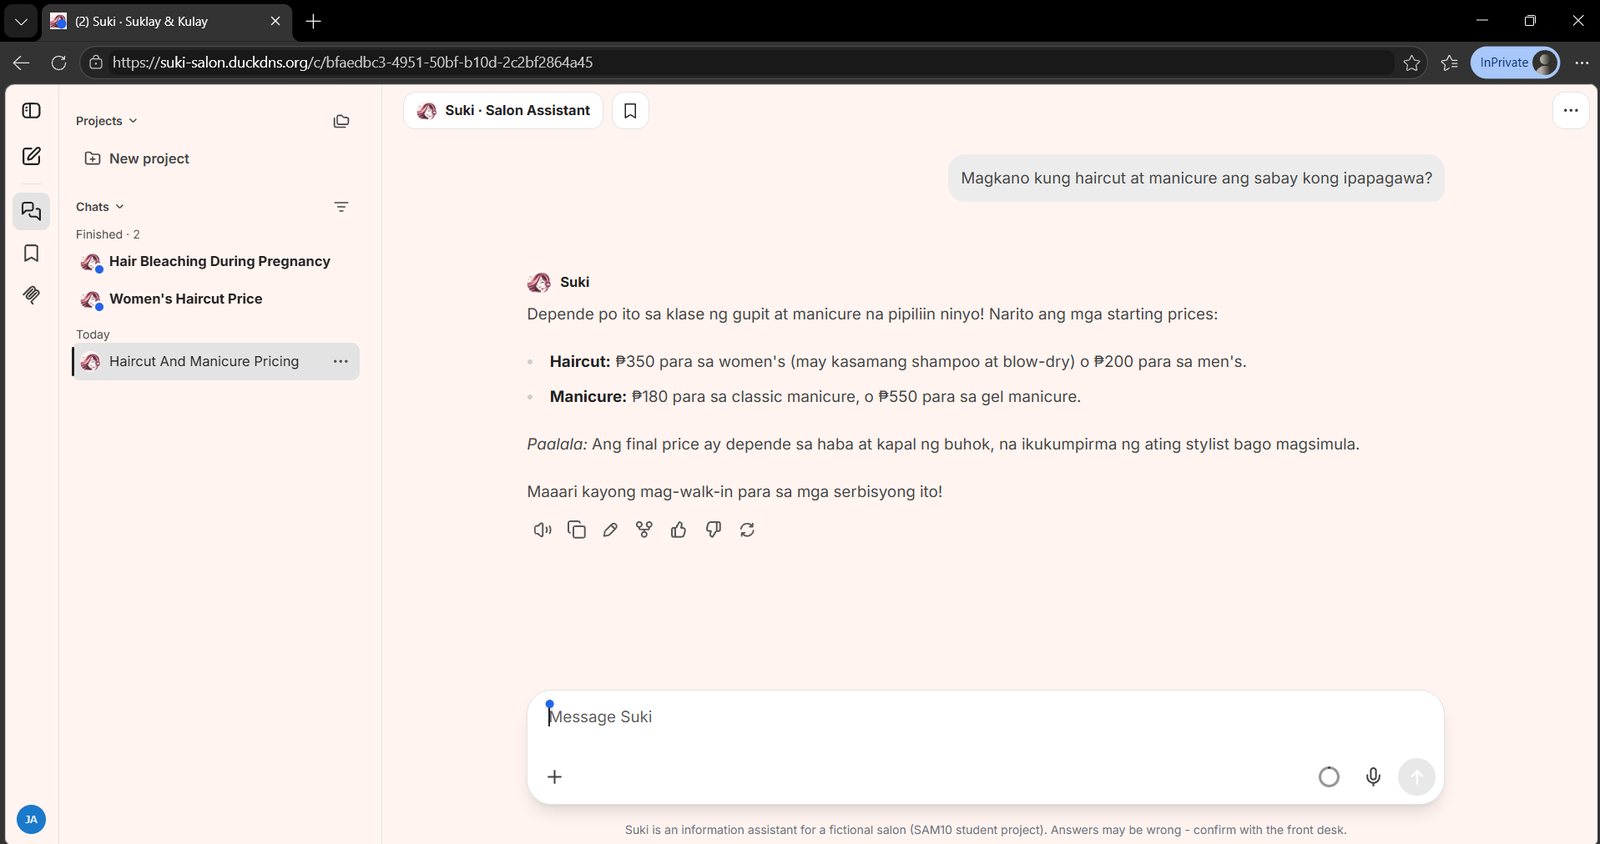 (2) Suki · Suklay & Kulay
https://suki-salon.duckdns.org/c/bfaedbc3-4951-50bf-b10d-2c2bf2864a45
InPrivate
Projects
New project
Chats
Finished · 2
Hair Bleaching During Pregnancy
Women's Haircut Price
Today
Haircut And Manicure Pricing
JA
Suki · Salon Assistant
Magkano kung haircut at manicure ang sabay kong ipapagawa?
Suki
Depende po ito sa klase ng gupit at manicure na pipiliin ninyo! Narito ang mga starting prices:
Haircut: ₱350 para sa women's (may kasamang shampoo at blow-dry) o ₱200 para sa men's.
Manicure: ₱180 para sa classic manicure, o ₱550 para sa gel manicure.
Paalala: Ang final price ay depende sa haba at kapal ng buhok, na ikukumpirma ng ating stylist bago magsimula.
Maaari kayong mag-walk-in para sa mga serbisyong ito!
Message Suki
Suki is an information assistant for a fictional salon (SAM10 student project). Answers may be wrong - confirm with the front desk.